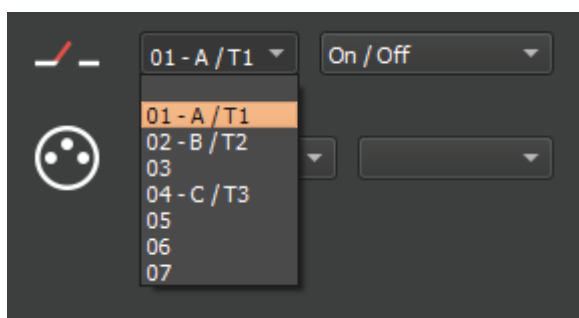 01 - A / T1 On / Off
01 - A / T1
02 - B / T2
03
04 - C / T3
05
06
07